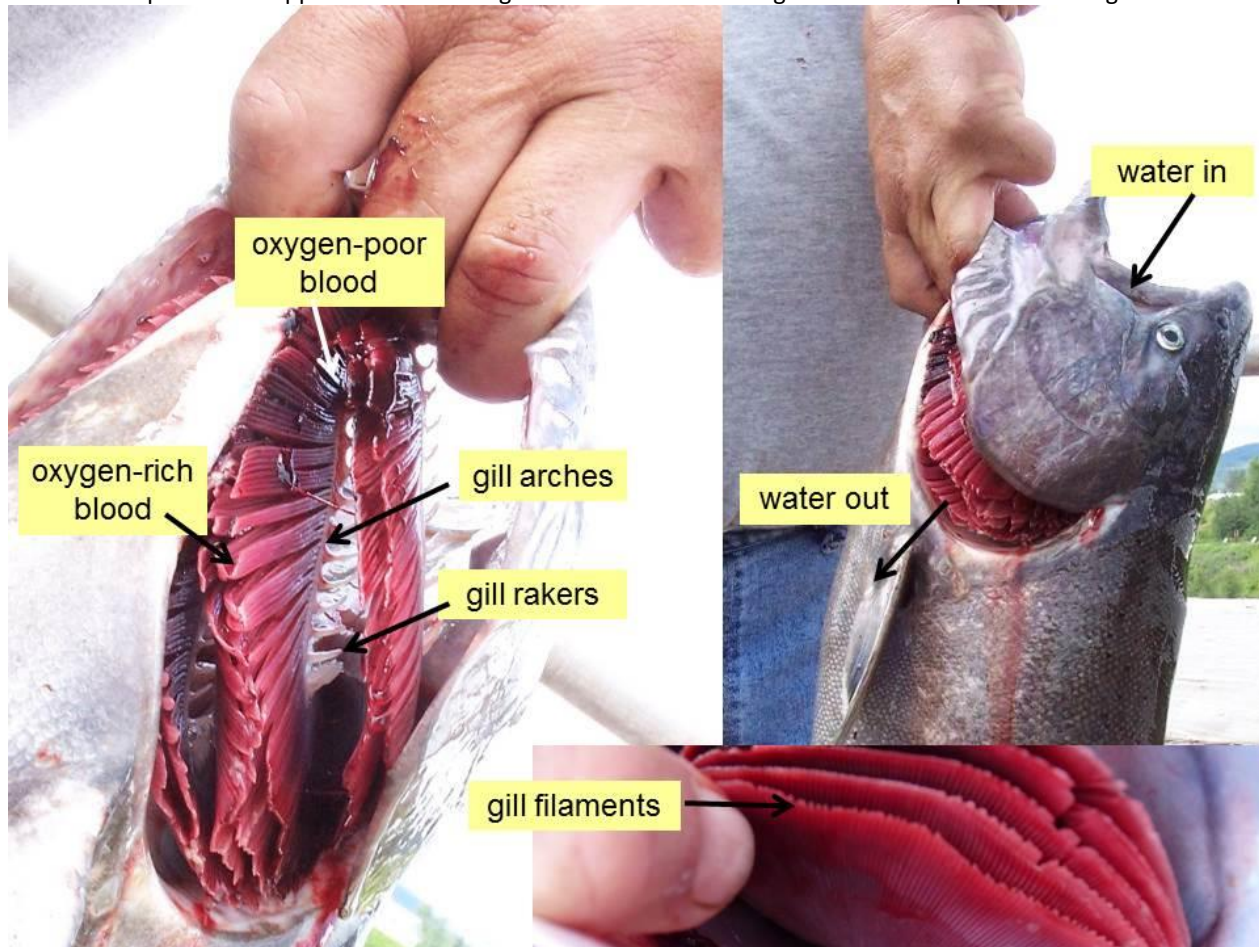 oxygen-poor
blood
water in
oxygen-rich
blood
gill arches
water out
gill rakers
gill filaments